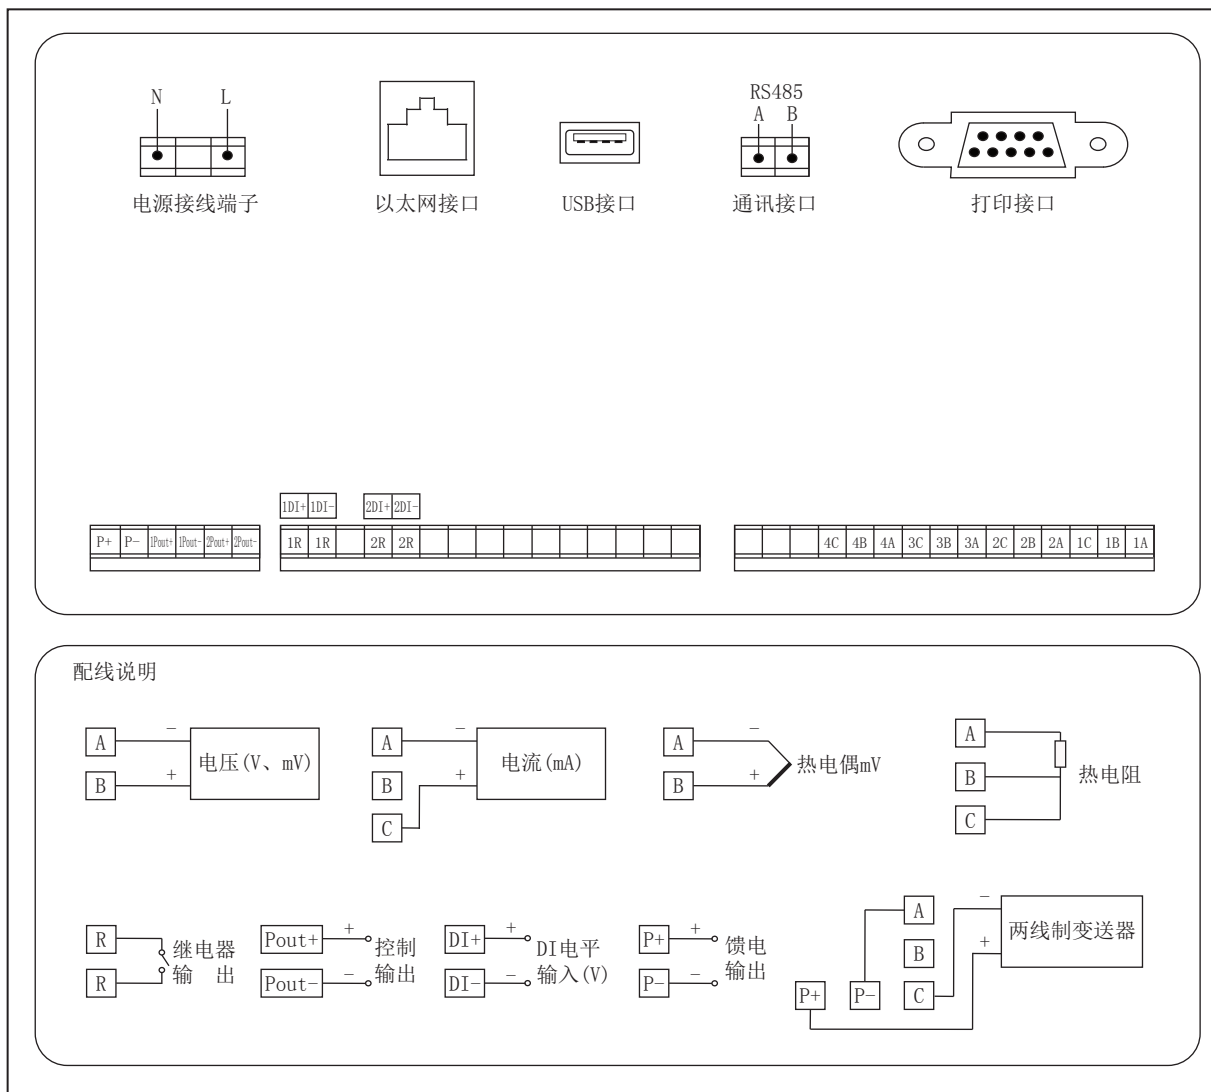 N L
RS485
A B
电源接线端子 以太网接口 USB接口 通讯接口 打印接口
1DI+ 1DI- 2DI+ 2DI-
P+ P- 1Pout+ 1Pout- 2Pout+ 2Pout- 1R 1R 2R 2R 4C 4B 4A 3C 3B 3A 2C 2B 2A 1C 1B 1A
配线说明
A − 电压(V、mV)
B +
A − 电流(mA)
B +
C
A − 热电偶mV
B +
A
B 热电阻
C
R 继电器
R 输 出
Pout+ + 控制
Pout- − 输出
DI+ + DI电平
DI- − 输入(V)
P+ + 馈电
P- − 输出
A − 两线制变送器
B +
P+ P- C